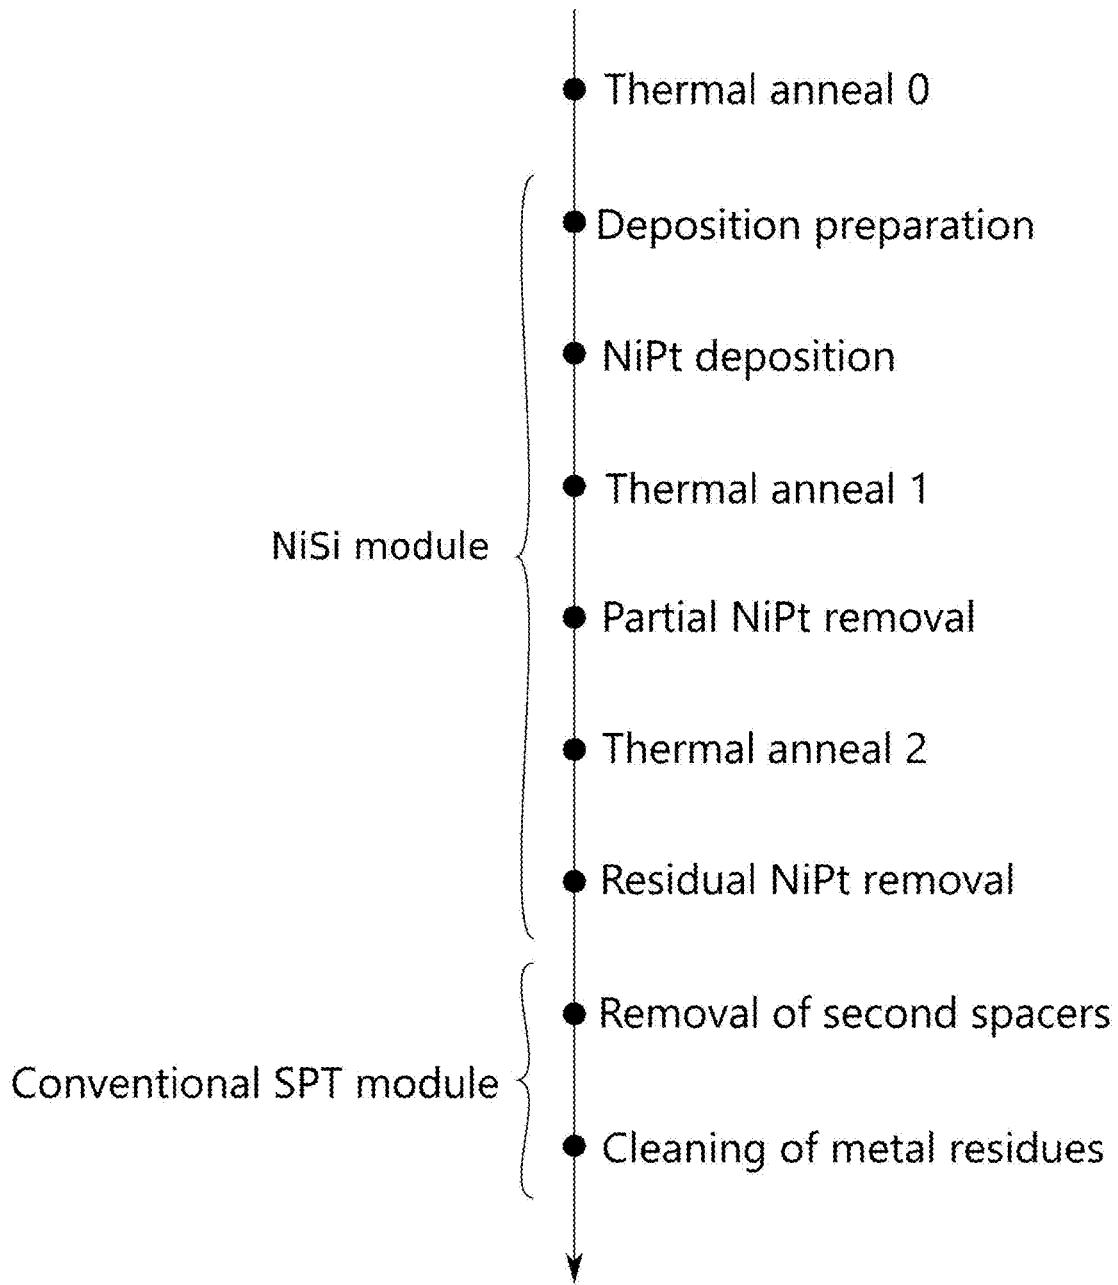 Thermal anneal 0
Deposition preparation
NiPt deposition
Thermal anneal 1
NiSi module
Partial NiPt removal
Thermal anneal 2
Residual NiPt removal
Removal of second spacers
Conventional SPT module
Cleaning of metal residues